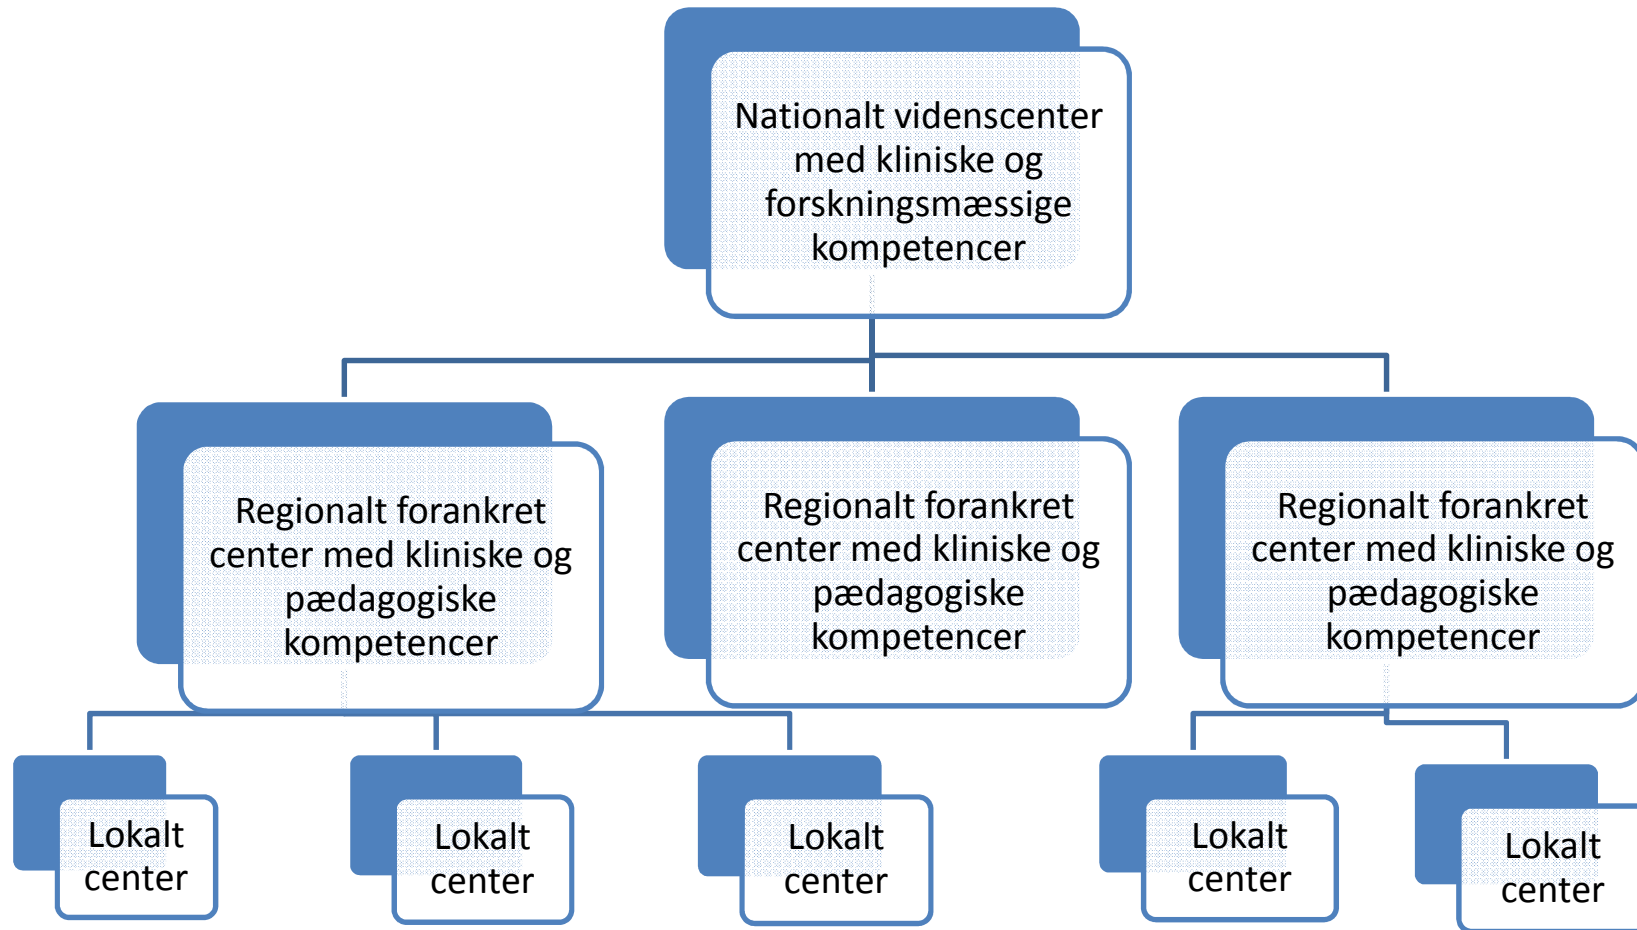 Nationalt videnscenter
med kliniske og
forskningsmæssige
kompetencer
Regionalt forankret
center med kliniske og
pædagogiske
kompetencer
Regionalt forankret
center med kliniske og
pædagogiske
kompetencer
Regionalt forankret
center med kliniske og
pædagogiske
kompetencer
Lokalt
center
Lokalt
center
Lokalt
center
Lokalt
center
Lokalt
center